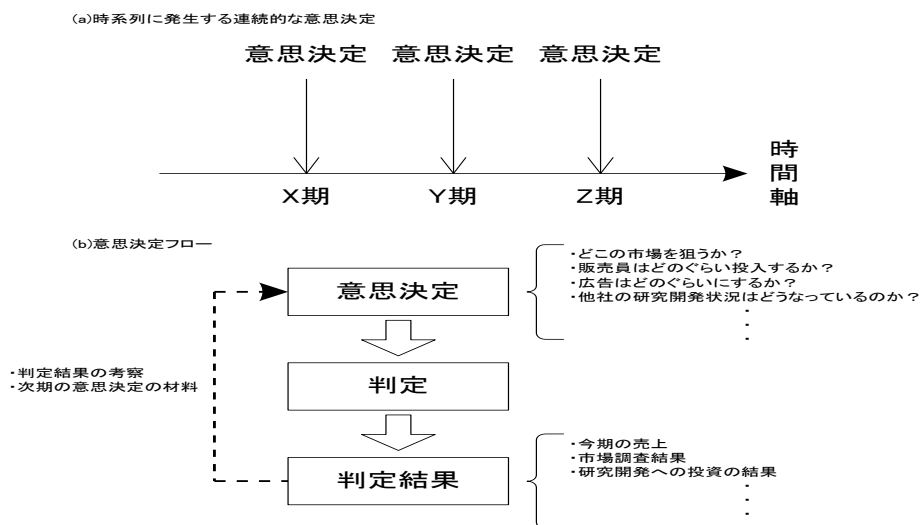 (a)時系列に発生する連続的な意思決定
意思決定 意思決定 意思決定
X期 Y期 Z期
時間軸
(b)意思決定フロー
意思決定
・どこの市場を狙うか？
・販売員はどのぐらい投入するか？
・広告はどのぐらいにするか？
・他社の研究開発状況はどうなっているのか？
・
・
・
判定
・判定結果の考察
・次期の意思決定の材料
判定結果
・今期の売上
・市場調査結果
・研究開発への投資の結果
・
・
・